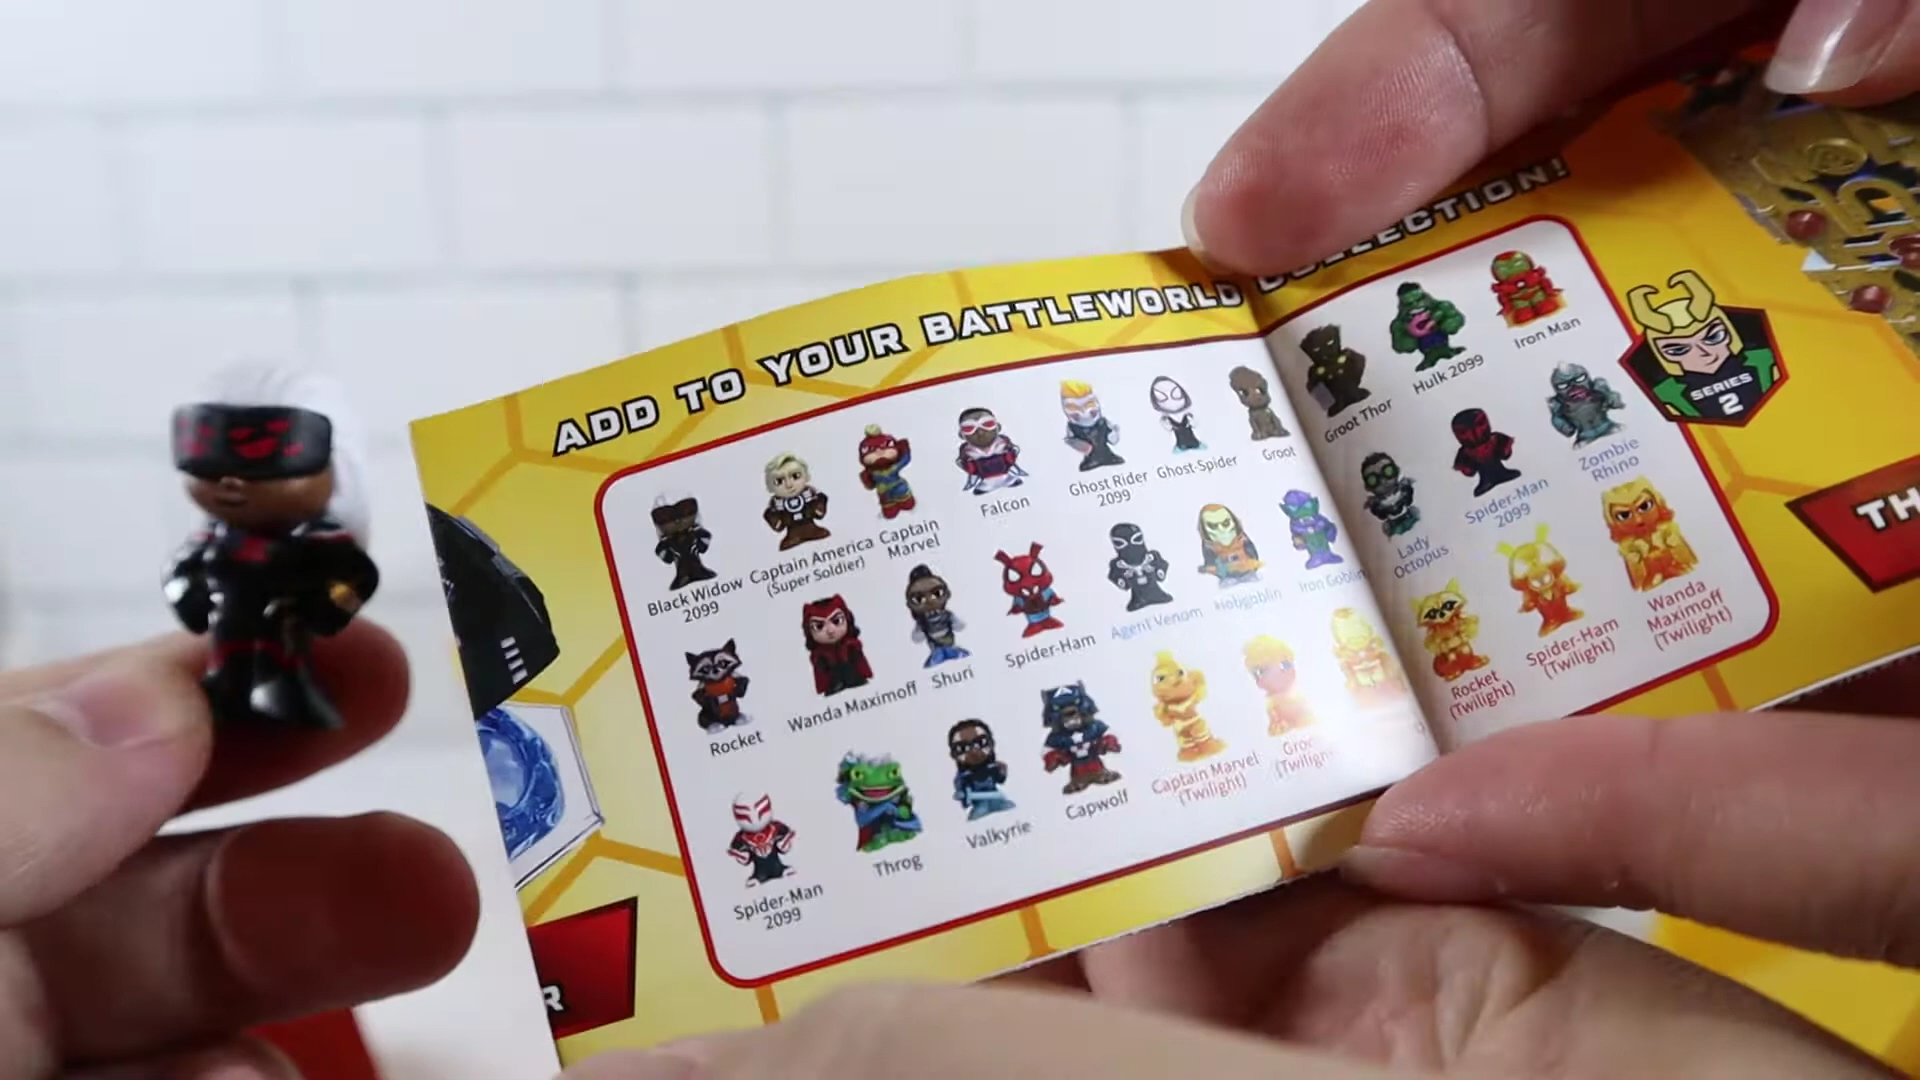 ADD TO YOUR BATTLEWORLD COLLECTION!
Black Widow
2099
Captain America
(Super Soldier)
Captain
Marvel
Falcon
Ghost Rider
2099
Ghost-Spider
Groot
Groot Thor
Hulk 2099
Iron Man
SERIES
2
Rocket
Wanda Maximoff
Shuri
Spider-Ham
Agent Venom
Hobgoblin
Iron Goblin
Lady
Octopus
Spider-Man
2099
Zombie
Rhino
Spider-Man
2099
Throg
Valkyrie
Capwolf
Captain Marvel
(Twilight)
Rocket
(Twilight)
Spider-Ham
(Twilight)
Wanda
Maximoff
(Twilight)
TH
R